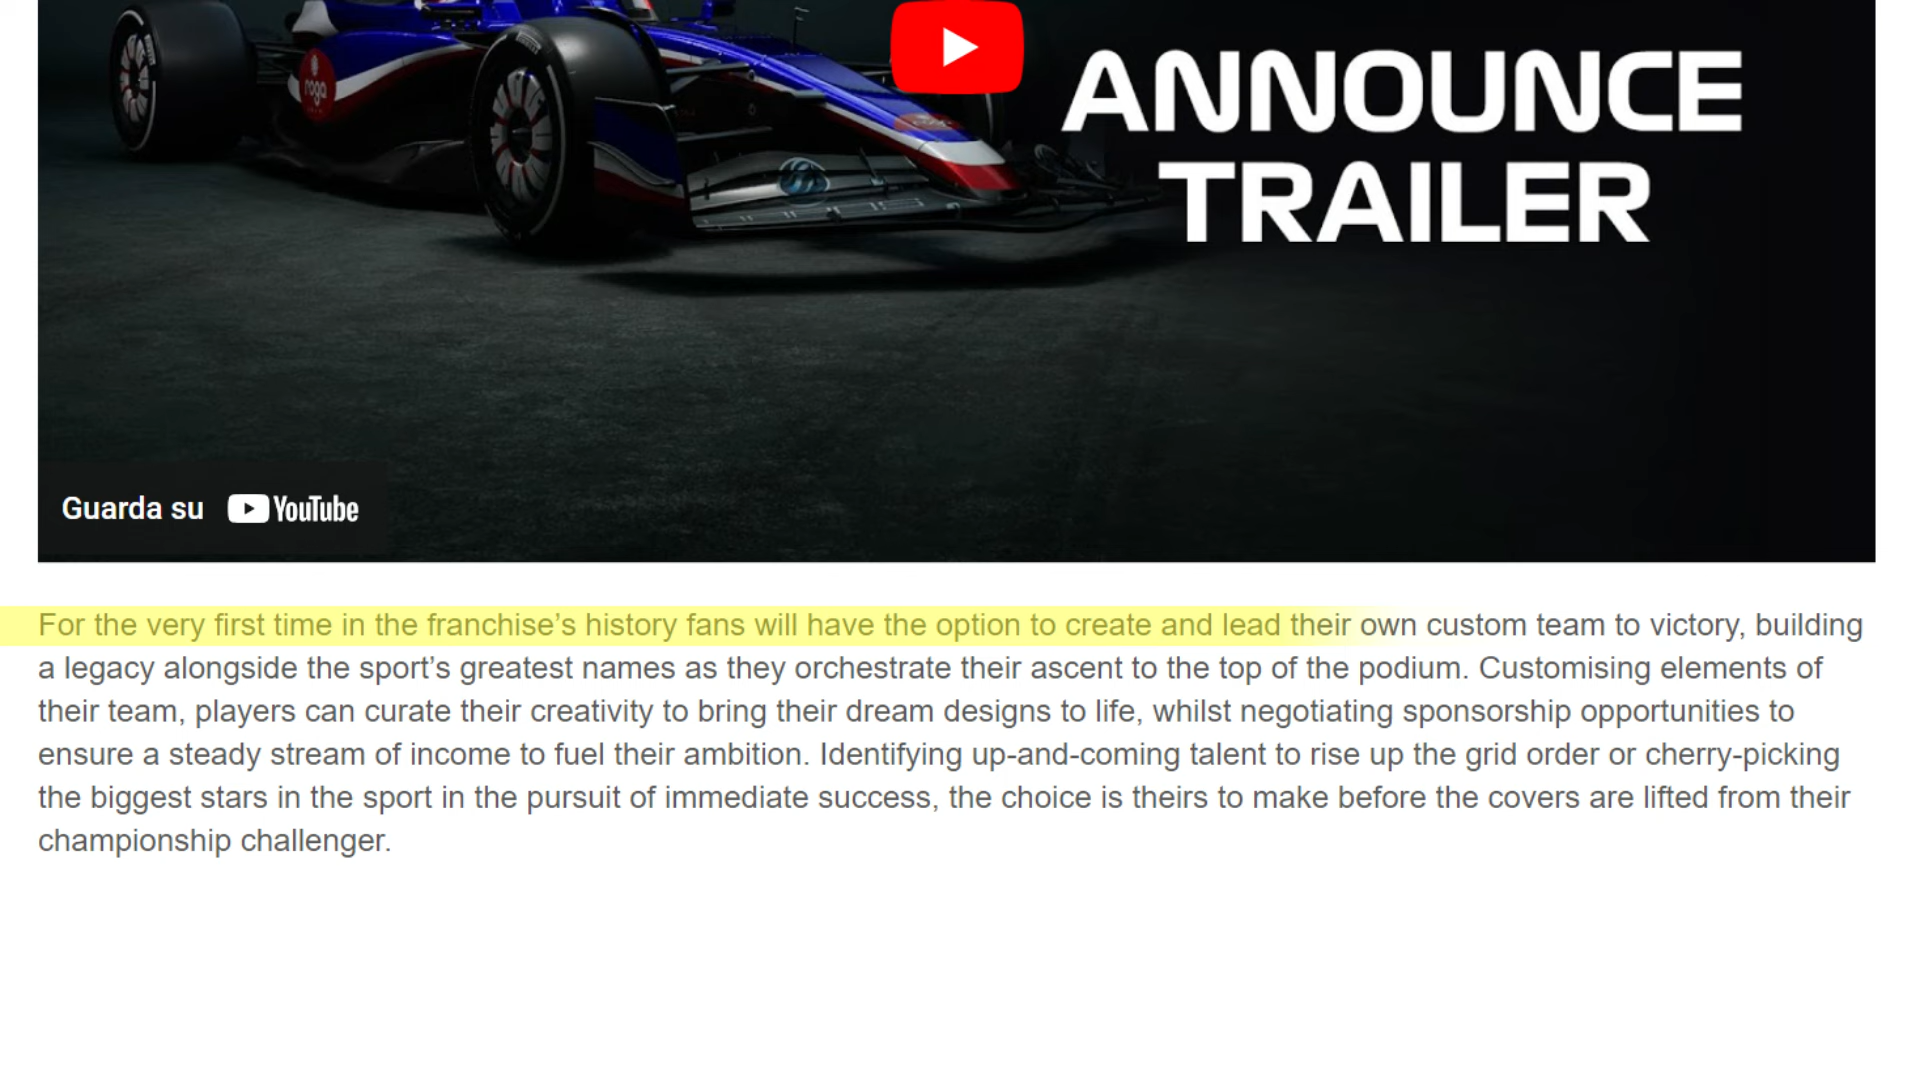 ANNOUNCE
TRAILER
roga
Guarda su YouTube
For the very first time in the franchise’s history fans will have the option to create and lead their own custom team to victory, building
a legacy alongside the sport’s greatest names as they orchestrate their ascent to the top of the podium. Customising elements of
their team, players can curate their creativity to bring their dream designs to life, whilst negotiating sponsorship opportunities to
ensure a steady stream of income to fuel their ambition. Identifying up-and-coming talent to rise up the grid order or cherry-picking
the biggest stars in the sport in the pursuit of immediate success, the choice is theirs to make before the covers are lifted from their
championship challenger.